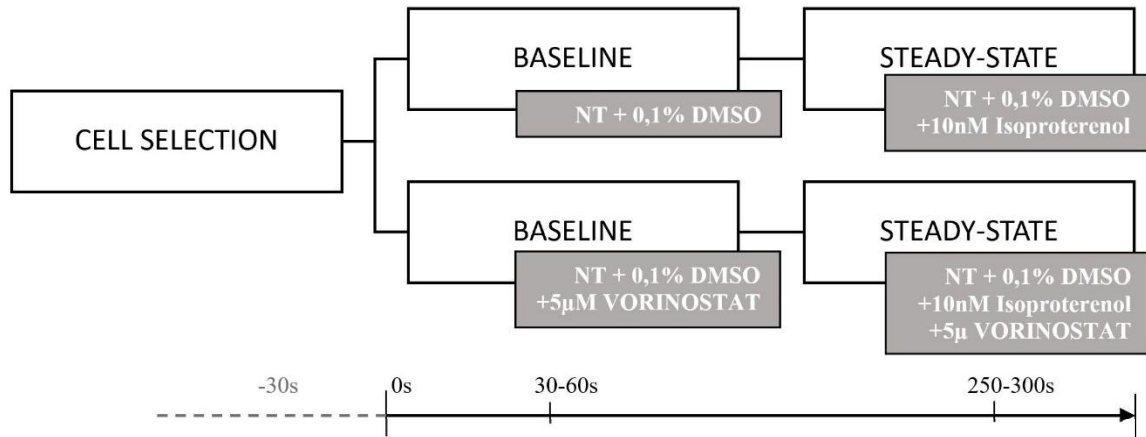 CELL SELECTION
BASELINE
NT + 0,1% DMSO
STEADY-STATE
NT + 0,1% DMSO
+10nM Isoproterenol
BASELINE
NT + 0,1% DMSO
+5µM VORINOSTAT
STEADY-STATE
NT + 0,1% DMSO
+10nM Isoproterenol
+5µ VORINOSTAT
-30s
0s
30-60s
250-300s